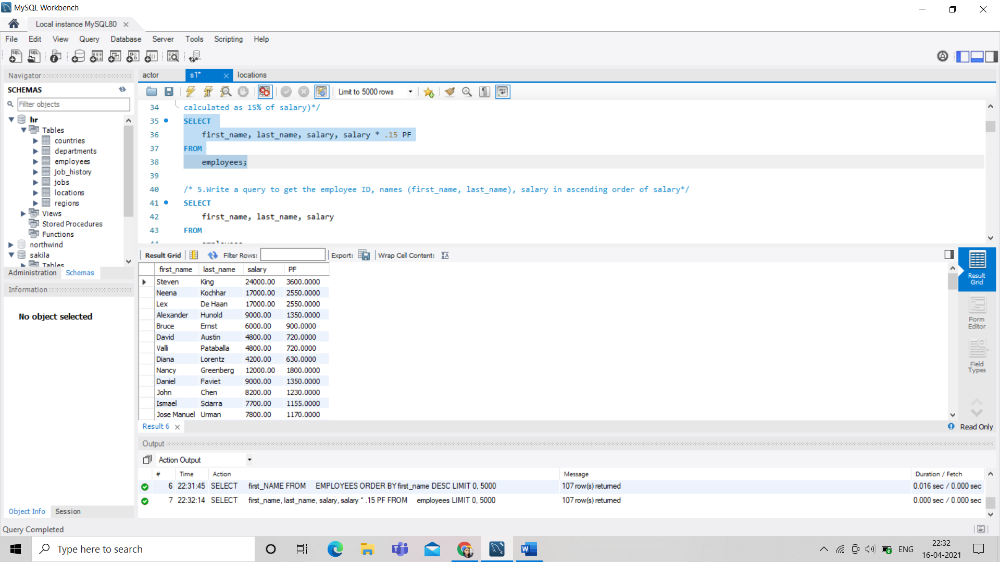 MySQL Workbench
Local instance MySQL80
File Edit View Query Database Server Tools Scripting Help
Navigator
SCHEMAS
Filter objects
hr
Tables
countries
departments
employees
job_history
jobs
locations
regions
Views
Stored Procedures
Functions
northwind
sakila
Tables
Administration Schemas
Information
No object selected
Object Info Session
actor s1* locations
Limit to 5000 rows
34 calculated as 15% of salary)*/
35 SELECT
36 first_name, last_name, salary, salary * .15 PF
37 FROM
38 employees;
39
40 /* 5.Write a query to get the employee ID, names (first_name, last_name), salary in ascending order of salary*/
41 SELECT
42 first_name, last_name, salary
43 FROM
44 employees
Result Grid Filter Rows: Export: Wrap Cell Content:
first_name last_name salary PF
Steven King 24000.00 3600.0000
Neena Kochhar 17000.00 2550.0000
Lex De Haan 17000.00 2550.0000
Alexander Hunold 9000.00 1350.0000
Bruce Ernst 6000.00 900.0000
David Austin 4800.00 720.0000
Valli Pataballa 4800.00 720.0000
Diana Lorentz 4200.00 630.0000
Nancy Greenberg 12000.00 1800.0000
Daniel Faviet 9000.00 1350.0000
John Chen 8200.00 1230.0000
Ismael Sciarra 7700.00 1155.0000
Jose Manuel Urman 7800.00 1170.0000
Result
Grid
Form
Editor
Field
Types
Result 6
Read Only
Output
Action Output
# Time Action Message Duration / Fetch
6 22:31:45 SELECT first_NAME FROM EMPLOYEES ORDER BY first_name DESC LIMIT 0, 5000 107 row(s) returned 0.016 sec / 0.000 sec
7 22:32:14 SELECT first_name, last_name, salary, salary * .15 PF FROM employees LIMIT 0, 5000 107 row(s) returned 0.000 sec / 0.000 sec
Query Completed
Type here to search
ENG
22:32
16-04-2021